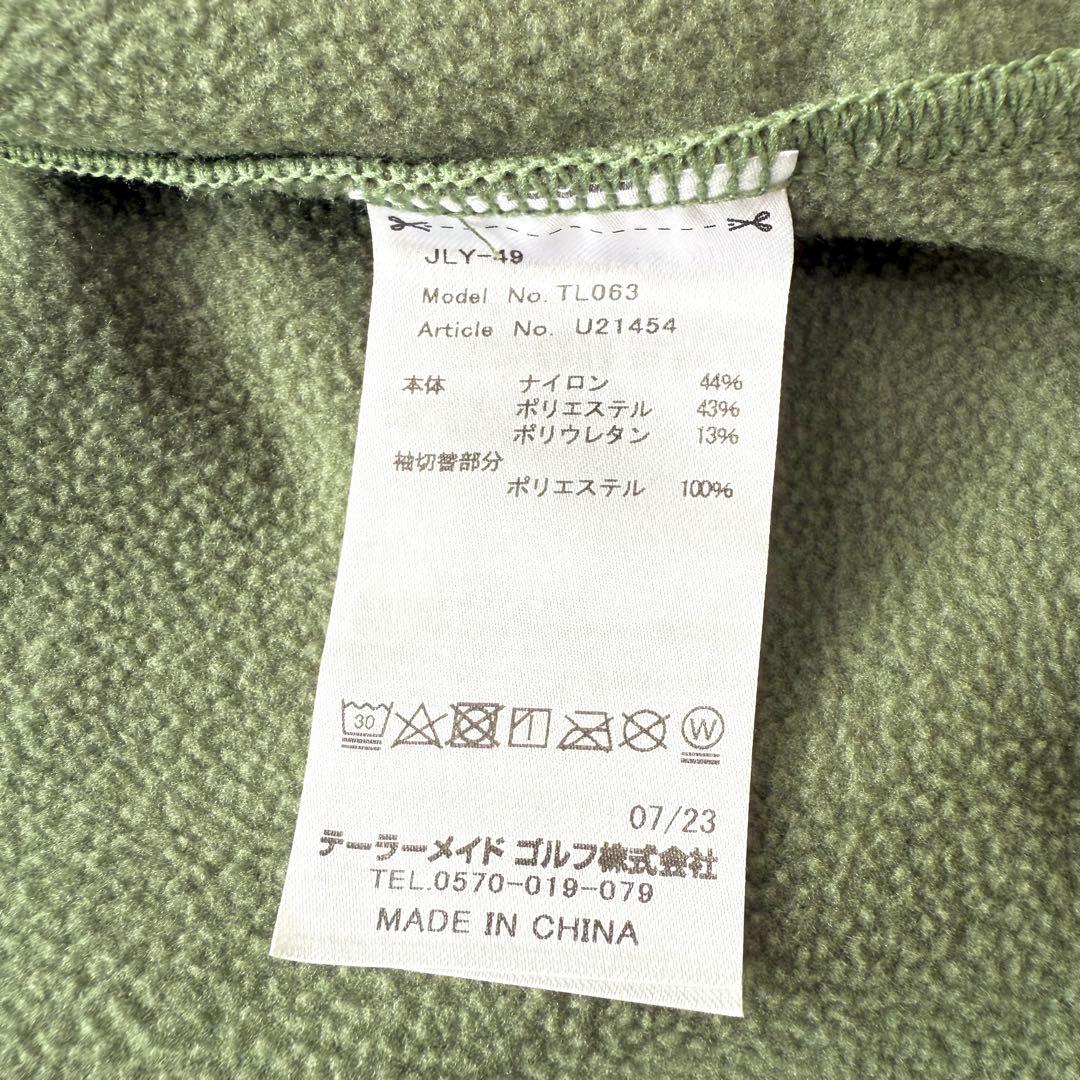 JLY-49
Model No. TL063
Article No. U21454
本体 ナイロン 44%
ポリエステル 43%
ポリウレタン 13%
袖切替部分
ポリエステル 100%
30 W
07/23
テーラーメイド ゴルフ株式会社
TEL.0570-019-079
MADE IN CHINA